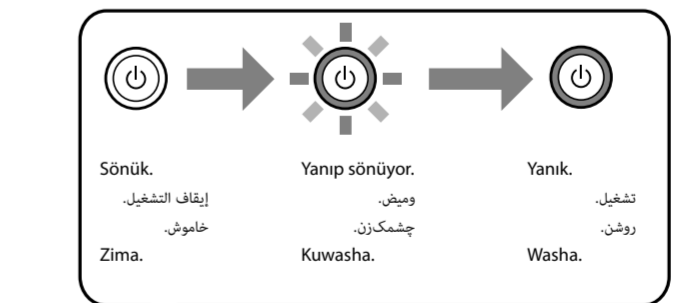 Sönük.
إيقاف التشغيل.
خاموش.
Zima.
Yanıp sönüyor.
وميض.
چشمک‌زن.
Kuwasha.
Yanık.
تشغيل.
روشن.
Washa.